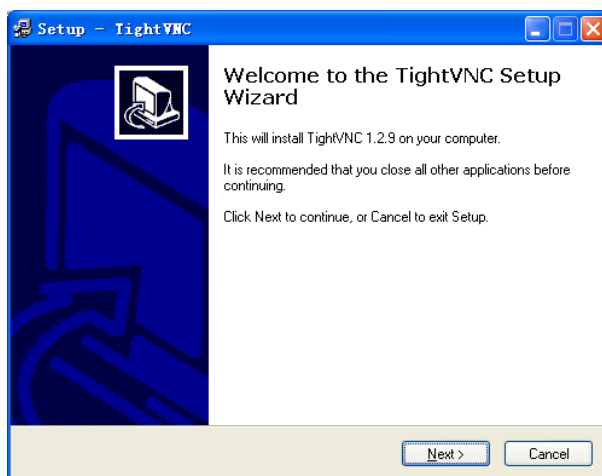 Setup - TightVNC
Welcome to the TightVNC Setup
Wizard
This will install TightVNC 1.2.9 on your computer.
It is recommended that you close all other applications before
continuing.
Click Next to continue, or Cancel to exit Setup.
Next >
Cancel